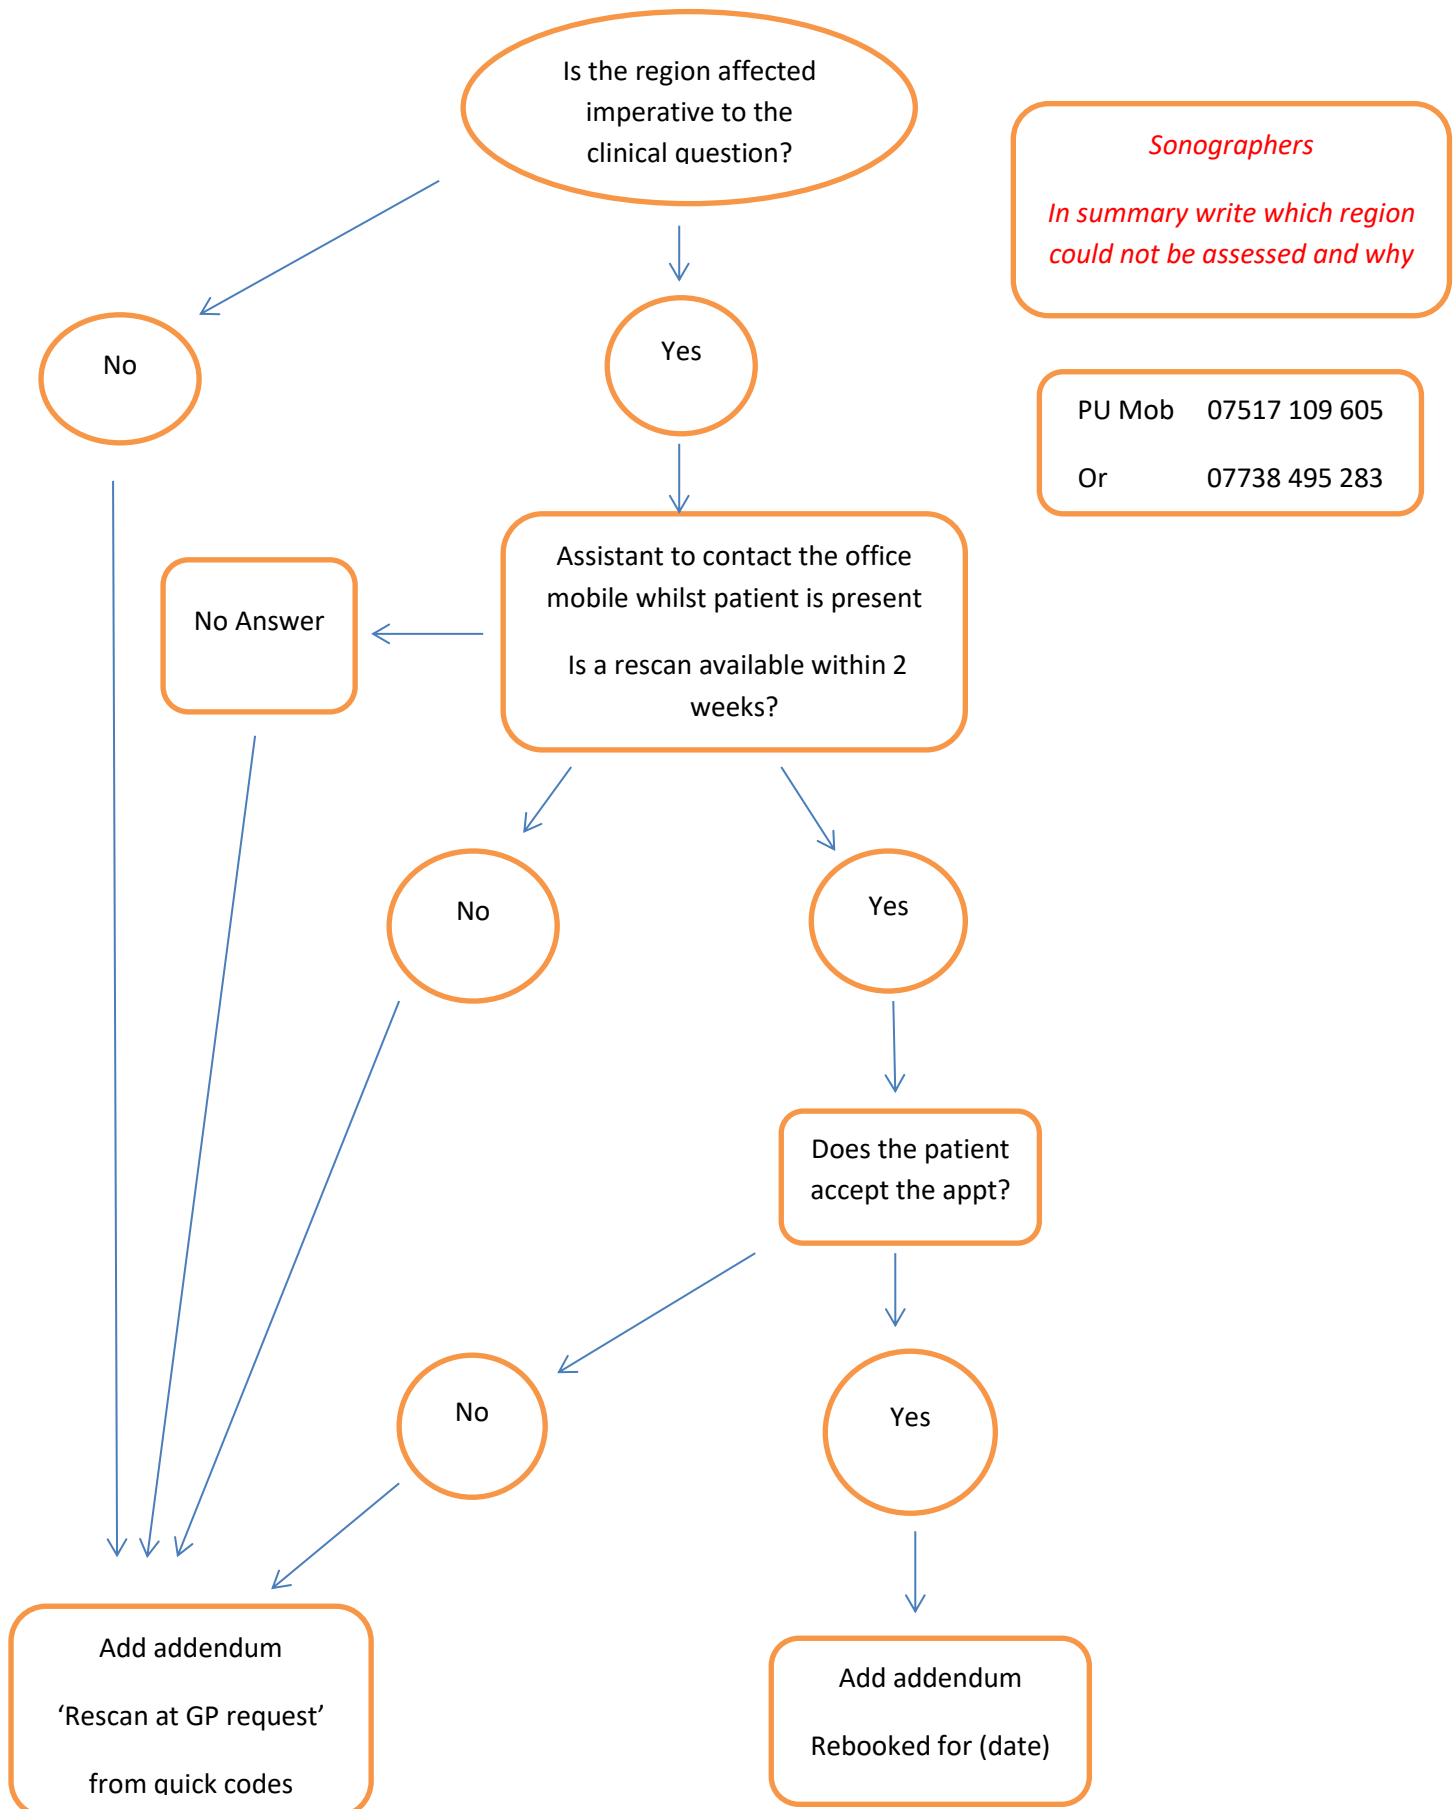 Is the region affected
imperative to the
clinical question?
Sonographers
In summary write which region
could not be assessed and why
No
Yes
PU Mob 07517 109 605
Or 07738 495 283
Assistant to contact the office
mobile whilst patient is present
Is a rescan available within 2
weeks?
No Answer
No
Yes
Does the patient
accept the appt?
No
Yes
Add addendum
‘Rescan at GP request’
from quick codes
Add addendum
Rebooked for (date)